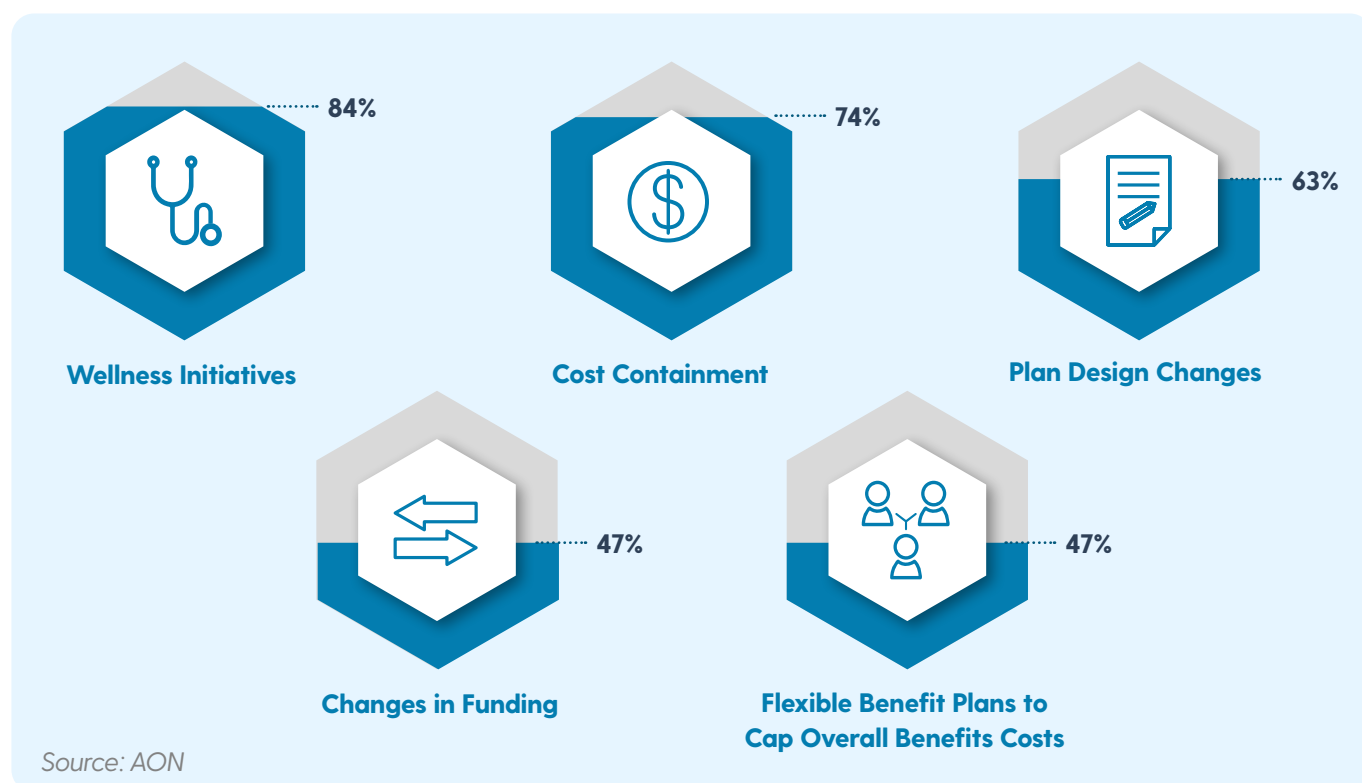 84%
74%
63%
Wellness Initiatives
Cost Containment
Plan Design Changes
47%
47%
Changes in Funding
Flexible Benefit Plans to
Cap Overall Benefits Costs
Source: AON